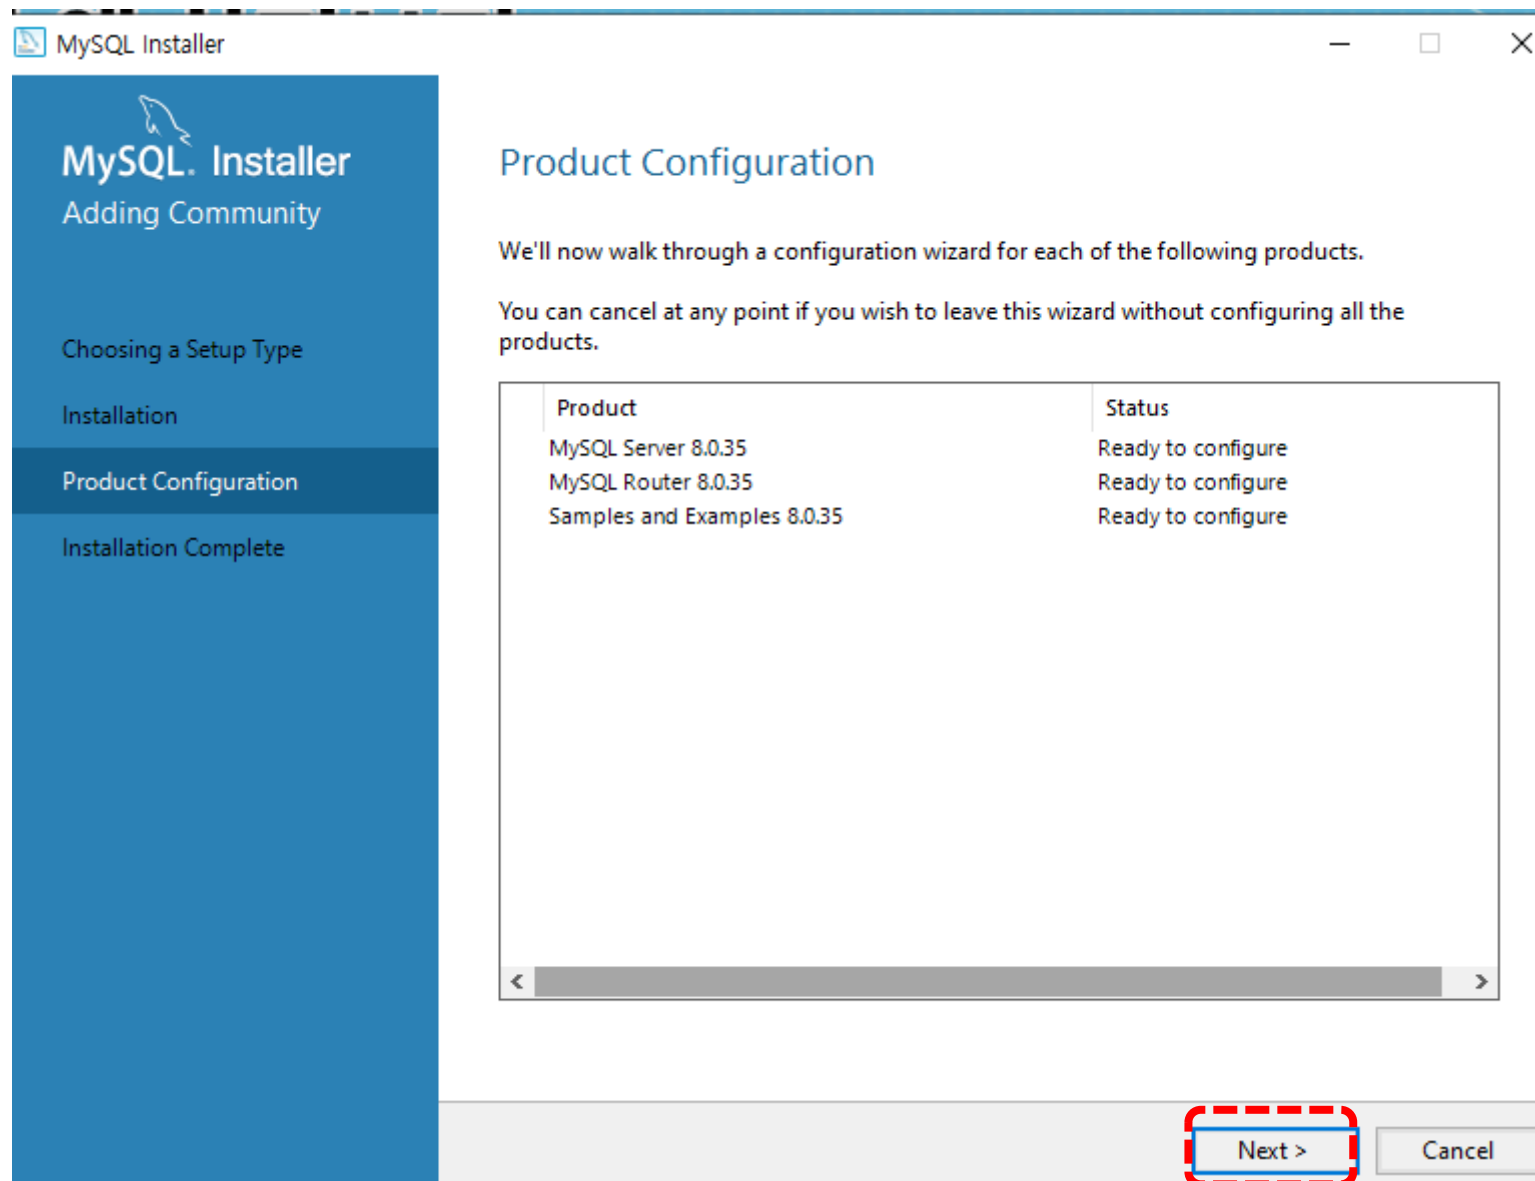 MySQL Installer
MySQL. Installer
Adding Community
Choosing a Setup Type
Installation
Product Configuration
Installation Complete
Product Configuration
We'll now walk through a configuration wizard for each of the following products.
You can cancel at any point if you wish to leave this wizard without configuring all the
products.
Product Status
MySQL Server 8.0.35 Ready to configure
MySQL Router 8.0.35 Ready to configure
Samples and Examples 8.0.35 Ready to configure
Next >
Cancel